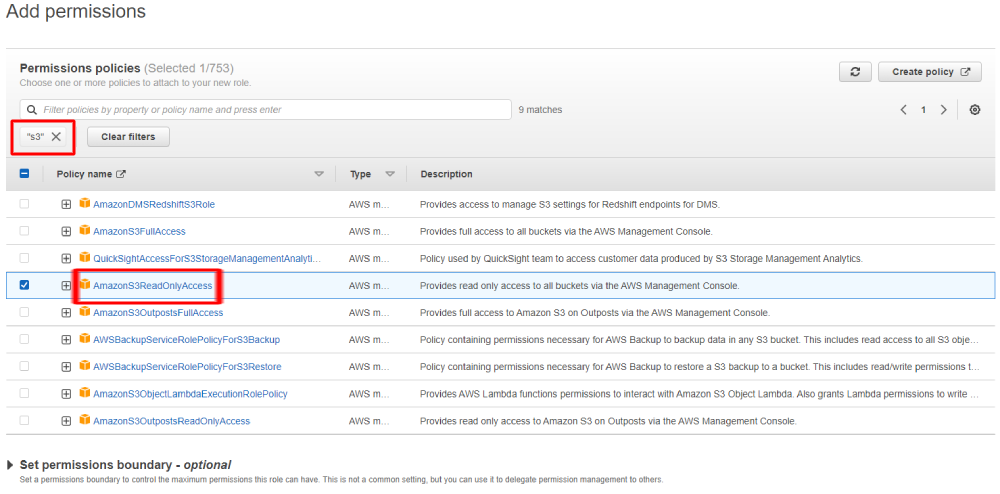 Add permissions
Permissions policies (Selected 1/753)
Choose one or more policies to attach to your new role.
Create policy
Filter policies by property or policy name and press enter
9 matches
1
"s3"
Clear filters
Policy name Type Description
AmazonDMSRedshiftS3Role AWS m... Provides access to manage S3 settings for Redshift endpoints for DMS.
AmazonS3FullAccess AWS m... Provides full access to all buckets via the AWS Management Console.
QuickSightAccessForS3StorageManagementAnalyti... AWS m... Policy used by QuickSight team to access customer data produced by S3 Storage Management Analytics.
AmazonS3ReadOnlyAccess AWS m... Provides read only access to all buckets via the AWS Management Console.
AmazonS3OutpostsFullAccess AWS m... Provides full access to Amazon S3 on Outposts via the AWS Management Console.
AWSBackupServiceRolePolicyForS3Backup AWS m... Policy containing permissions necessary for AWS Backup to backup data in any S3 bucket. This includes read access to all S3 obje...
AWSBackupServiceRolePolicyForS3Restore AWS m... Policy containing permissions necessary for AWS Backup to restore a S3 backup to a bucket. This includes read/write permissions t...
AmazonS3ObjectLambdaExecutionRolePolicy AWS m... Provides AWS Lambda functions permissions to interact with Amazon S3 Object Lambda. Also grants Lambda permissions to write ...
AmazonS3OutpostsReadOnlyAccess AWS m... Provides read only access to Amazon S3 on Outposts via the AWS Management Console.
Set permissions boundary - optional
Set a permissions boundary to control the maximum permissions this role can have. This is not a common setting, but you can use it to delegate permission management to others.